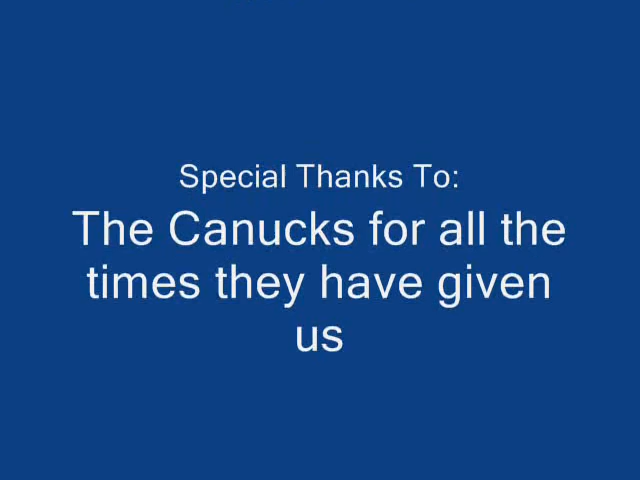 Special Thanks To:
The Canucks for all the
times they have given
us